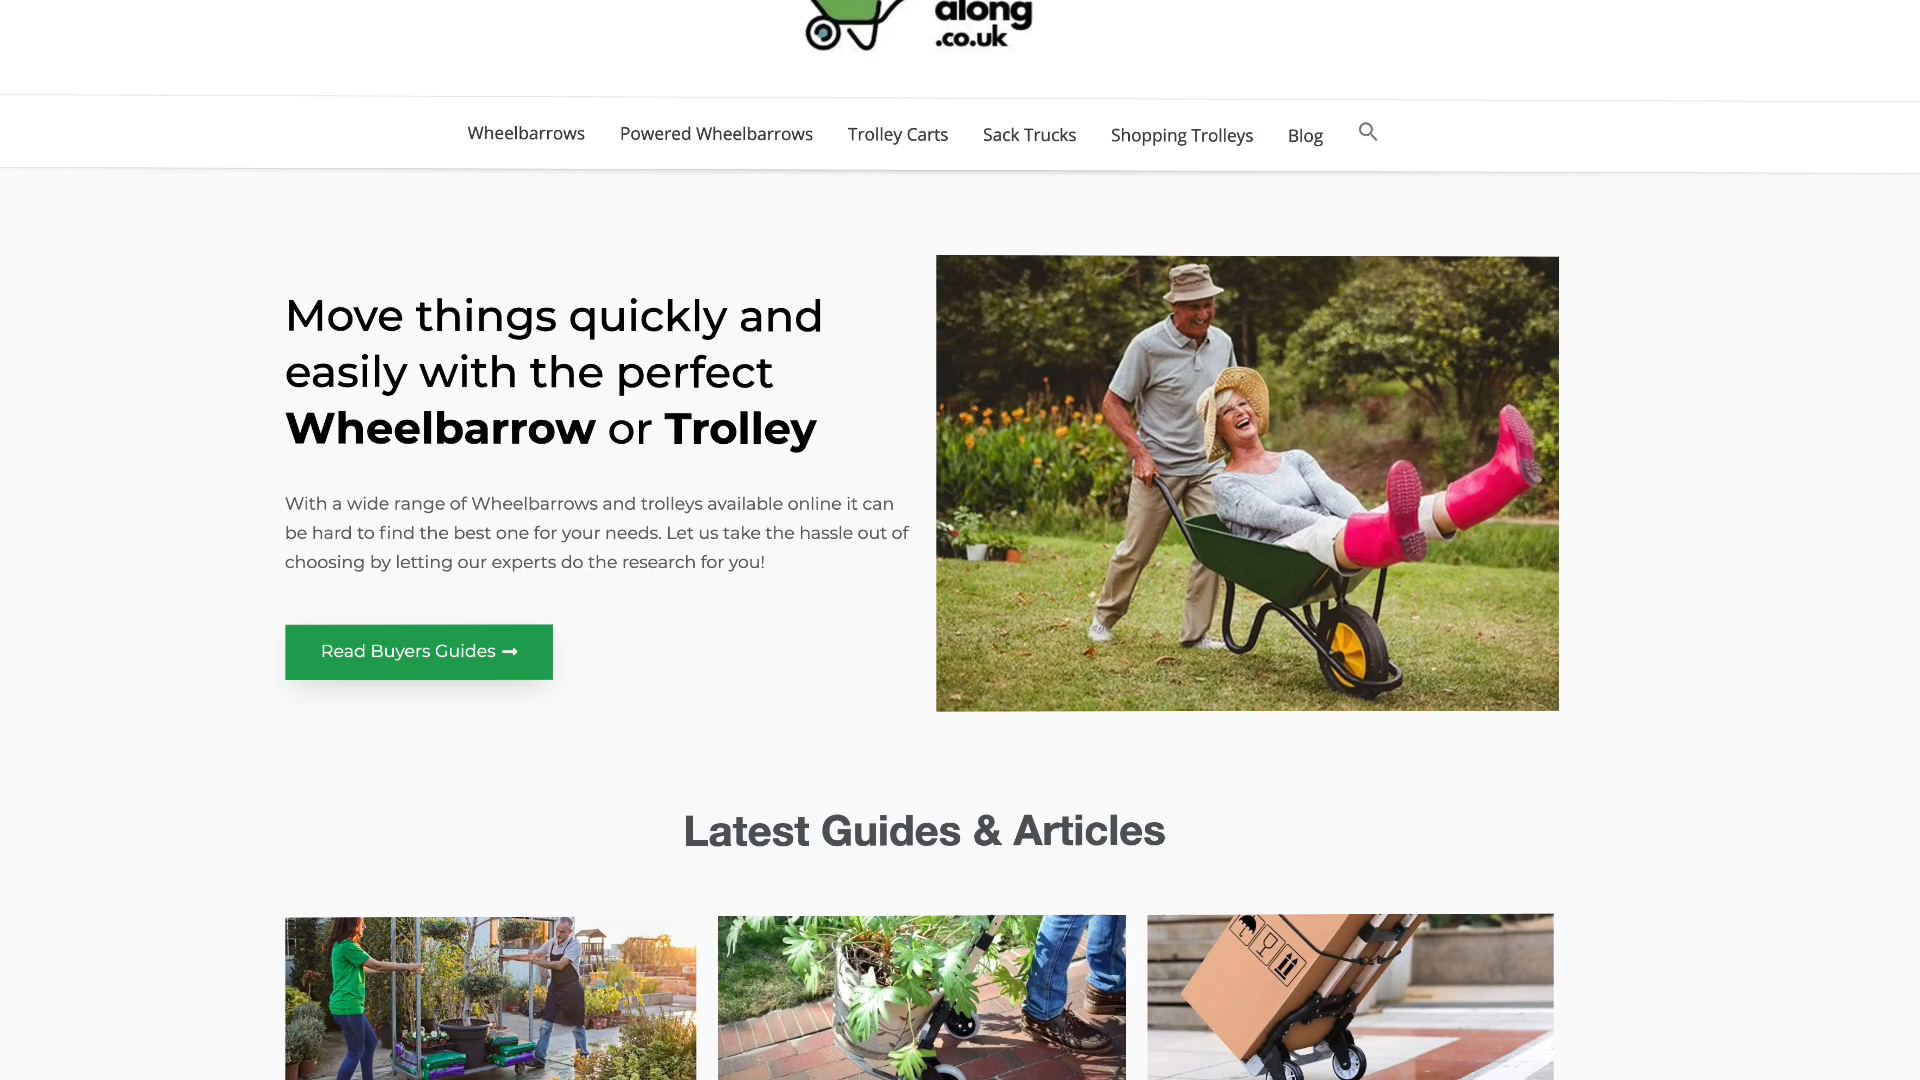 along
.co.uk
Wheelbarrows Powered Wheelbarrows Trolley Carts Sack Trucks Shopping Trolleys Blog
Move things quickly and
easily with the perfect
Wheelbarrow or Trolley
With a wide range of Wheelbarrows and trolleys available online it can
be hard to find the best one for your needs. Let us take the hassle out of
choosing by letting our experts do the research for you!
Read Buyers Guides
Latest Guides & Articles